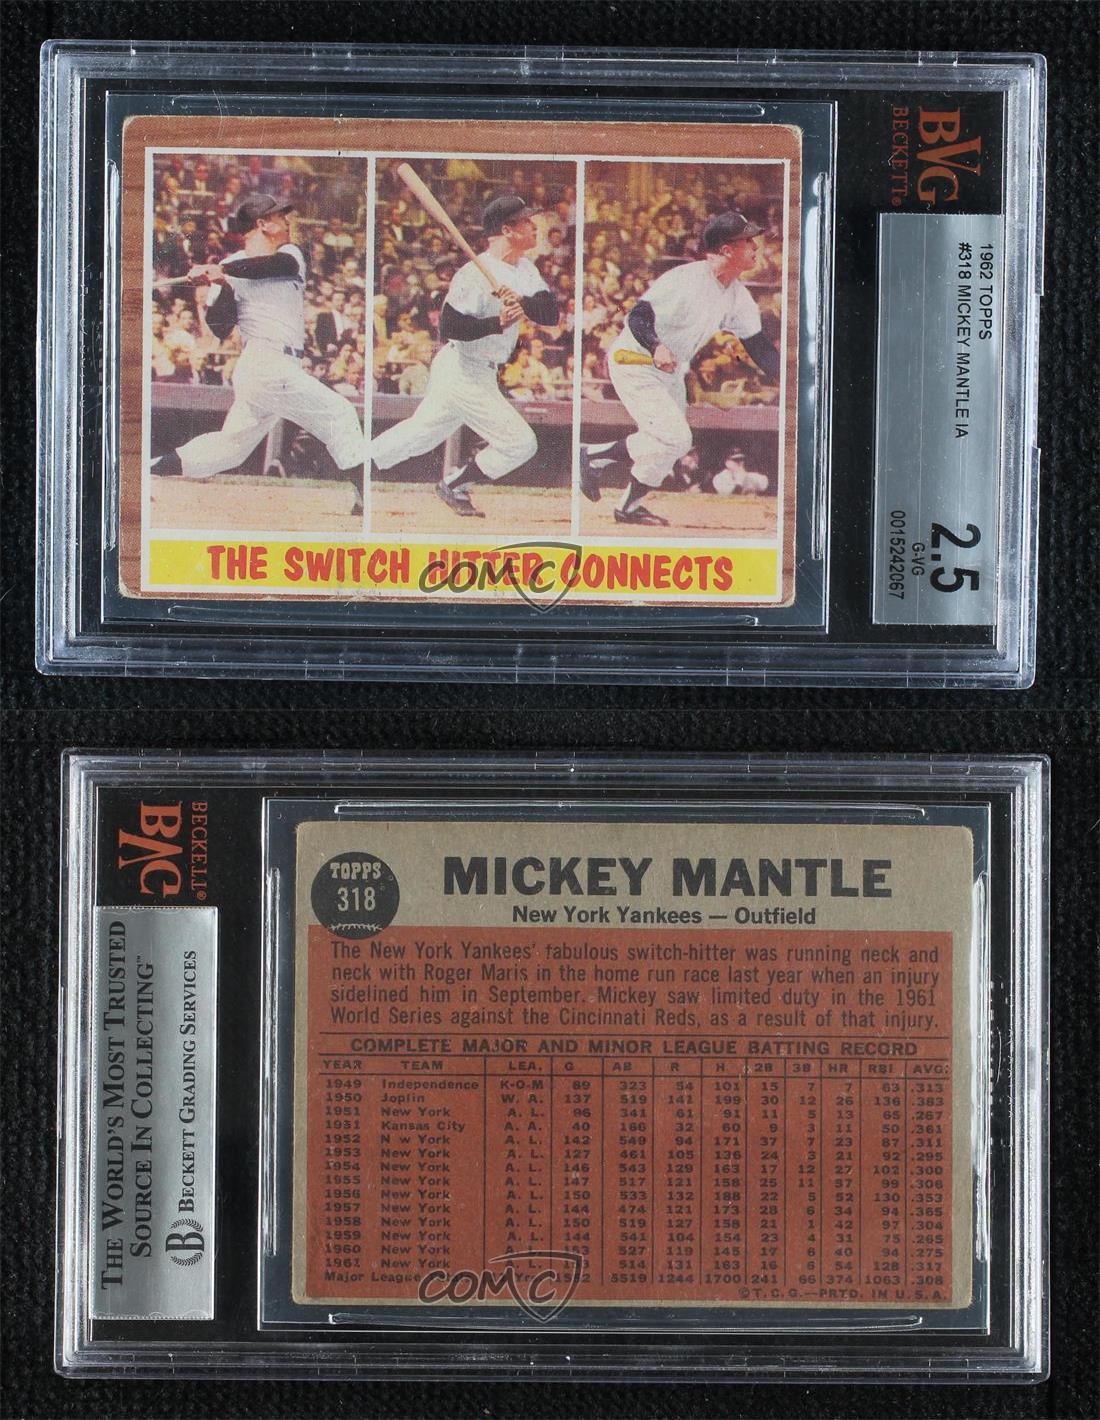 BVG
BECKETT®
1962 TOPPS
#318 MICKEY MANTLE IA
2.5
G-VG
0015242067
THE SWITCH HITTER CONNECTS
COMC
BECKETT®
BVG
THE WORLD'S MOST TRUSTED
SOURCE IN COLLECTING™
B BECKETT GRADING SERVICES
TOPPS
318
MICKEY MANTLE
New York Yankees — Outfield
The New York Yankees' fabulous switch-hitter was running neck and
neck with Roger Maris in the home run race last year when an injury
sidelined him in September. Mickey saw limited duty in the 1961
World Series against the Cincinnati Reds, as a result of that injury.
COMPLETE MAJOR AND MINOR LEAGUE BATTING RECORD
YEAR TEAM LEA. G AB R H 2B 3B HR RBI AVG.
1949 Independence K-O-M 89 323 54 101 15 7 7 63 .313
1950 Joplin W. A. 137 519 141 199 30 12 26 136 .383
1951 New York A. L. 96 341 61 91 11 5 13 65 .267
1951 Kansas City A. A. 40 166 32 60 9 3 11 50 .361
1952 N w York A. L. 142 549 94 171 37 7 23 87 .311
1953 New York A. L. 127 461 105 136 24 3 21 92 .295
1954 New York A. L. 146 543 129 163 17 12 27 102 .300
1955 New York A. L. 147 517 121 158 25 11 37 99 .306
1956 New York A. L. 150 533 132 188 22 5 52 130 .353
1957 New York A. L. 144 474 121 173 28 6 34 94 .365
1958 New York A. L. 150 519 127 158 21 1 42 97 .304
1959 New York A. L. 144 541 104 154 23 4 31 75 .265
1960 New York A. L. 153 527 119 145 17 6 40 94 .275
1961 New York A. L. 153 514 131 163 16 6 54 128 .317
Major League Yrs. 1552 5519 1244 1700 241 66 374 1063 .308
©T.C.G.—PRTD. IN U.S.A.
COMC